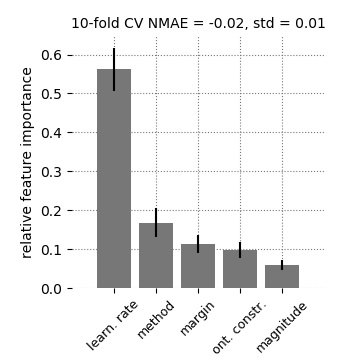 10-fold CV NMAE = -0.02, std = 0.01
relative feature importance
0.6
0.5
0.4
0.3
0.2
0.1
0.0
learn. rate
method
margin
ont. constr.
magnitude